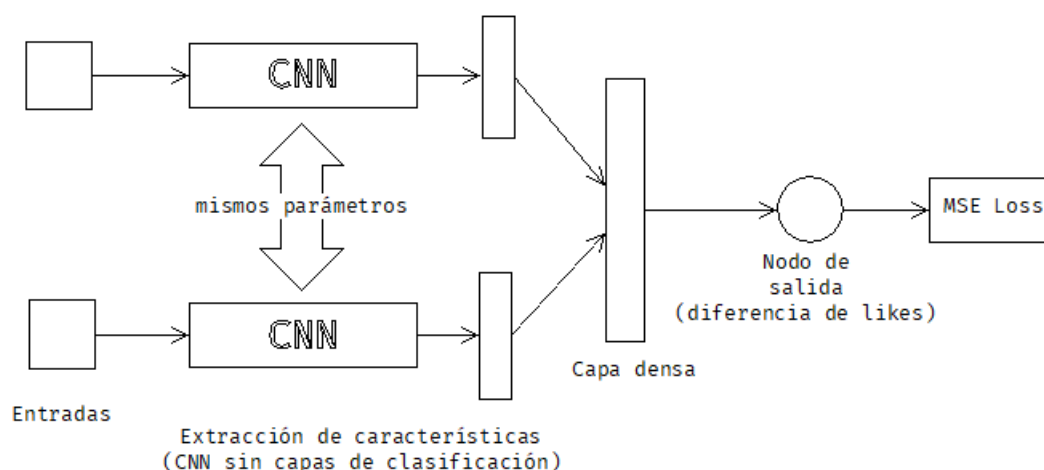 CNN
mismos parámetros
MSE Loss
Nodo de
salida
(diferencia de likes)
CNN
Capa densa
Entradas
Extracción de característícas
(CNN sin capas de clasificación)